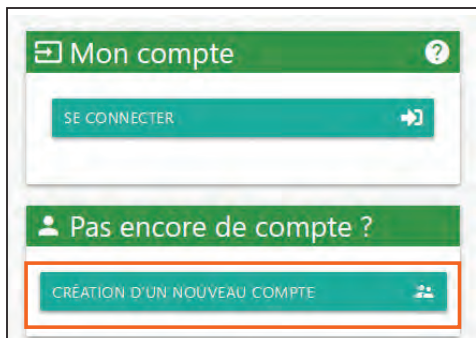 Mon compte
SE CONNECTER
Pas encore de compte ?
CRÉATION D'UN NOUVEAU COMPTE